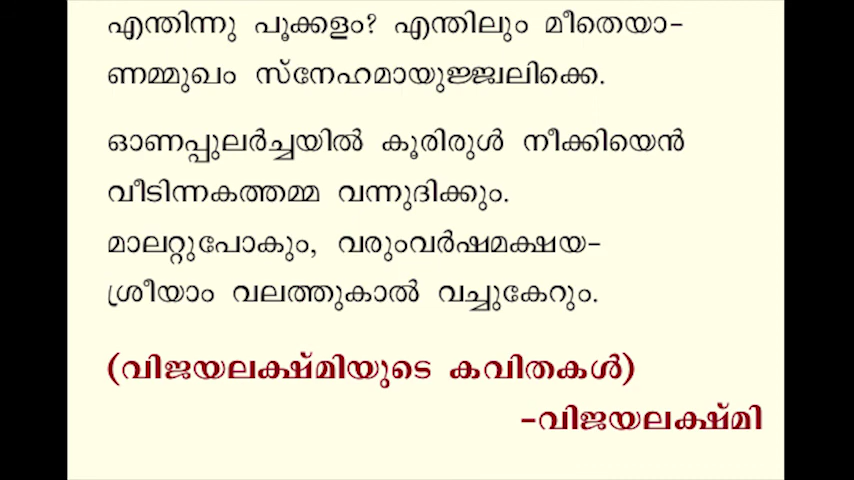 എന്തിന്നു പൂക്കളം? എന്തിലും മീതെയാ-
ണമ്മുഖം സ്നേഹമായുജ്ജ്വലിക്കെ.
ഓണപ്പുലർച്ചയിൽ കൂരിരുൾ നീക്കിയെൻ
വീടിന്നകത്തമ്മ വന്നുദിക്കും.
മാലറ്റുപോകും, വരുംവർഷമക്ഷയ-
ശ്രീയാം വലത്തുകാൽ വച്ചുകേറും.
(വിജയലക്ഷ്മിയുടെ കവിതകൾ)
-വിജയലക്ഷ്മി